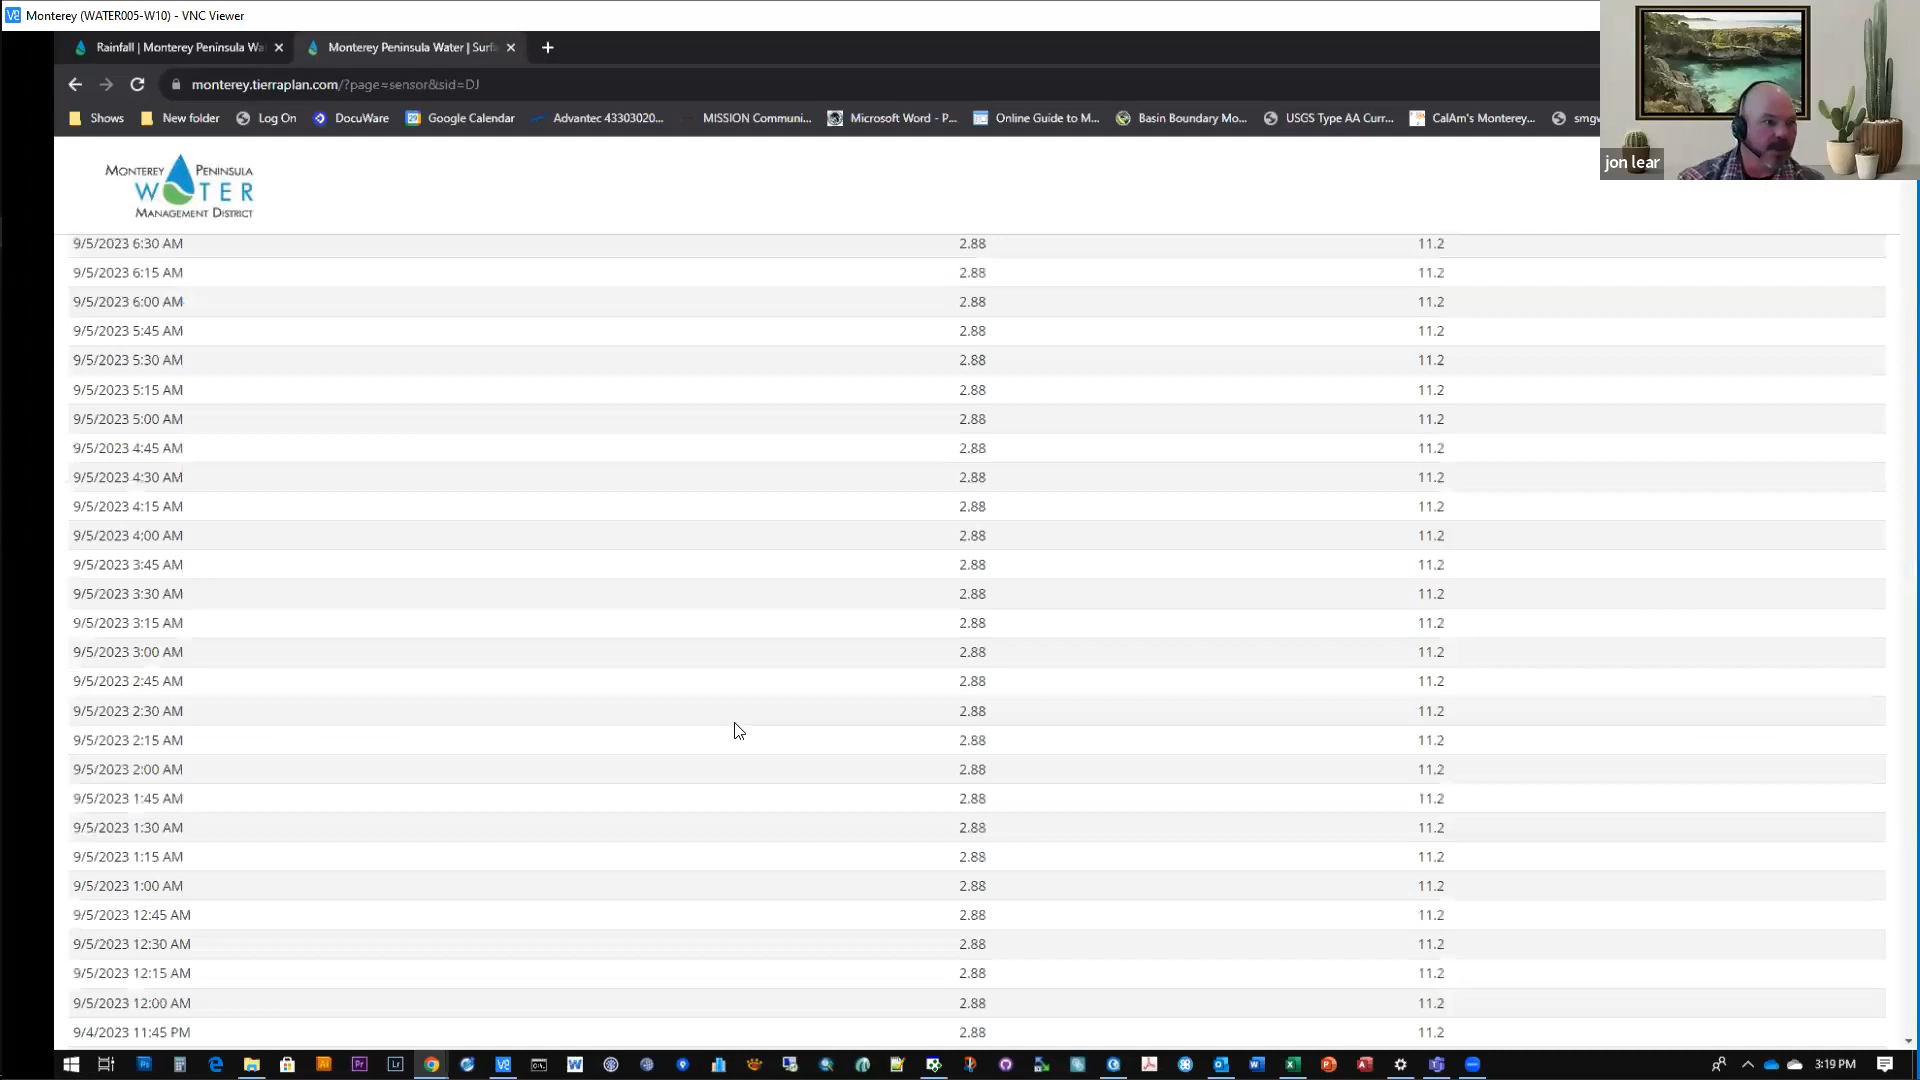 Monterey (WATER005-W10) - VNC Viewer
Rainfall | Monterey Peninsula Wa
Monterey Peninsula Water | Surf
monterey.tierraplan.com/?page=sensor&sid=DJ
Shows
New folder
Log On
DocuWare
Google Calendar
Advantec 43303020...
MISSION Communi...
Microsoft Word - P...
Online Guide to M...
Basin Boundary Mo...
USGS Type AA Curr...
CalAm's Monterey...
smgw
jon lear
MONTEREY PENINSULA
WATER
MANAGEMENT DISTRICT
9/5/2023 6:30 AM 2.88 11.2
9/5/2023 6:15 AM 2.88 11.2
9/5/2023 6:00 AM 2.88 11.2
9/5/2023 5:45 AM 2.88 11.2
9/5/2023 5:30 AM 2.88 11.2
9/5/2023 5:15 AM 2.88 11.2
9/5/2023 5:00 AM 2.88 11.2
9/5/2023 4:45 AM 2.88 11.2
9/5/2023 4:30 AM 2.88 11.2
9/5/2023 4:15 AM 2.88 11.2
9/5/2023 4:00 AM 2.88 11.2
9/5/2023 3:45 AM 2.88 11.2
9/5/2023 3:30 AM 2.88 11.2
9/5/2023 3:15 AM 2.88 11.2
9/5/2023 3:00 AM 2.88 11.2
9/5/2023 2:45 AM 2.88 11.2
9/5/2023 2:30 AM 2.88 11.2
9/5/2023 2:15 AM 2.88 11.2
9/5/2023 2:00 AM 2.88 11.2
9/5/2023 1:45 AM 2.88 11.2
9/5/2023 1:30 AM 2.88 11.2
9/5/2023 1:15 AM 2.88 11.2
9/5/2023 1:00 AM 2.88 11.2
9/5/2023 12:45 AM 2.88 11.2
9/5/2023 12:30 AM 2.88 11.2
9/5/2023 12:15 AM 2.88 11.2
9/5/2023 12:00 AM 2.88 11.2
9/4/2023 11:45 PM 2.88 11.2
3:19 PM